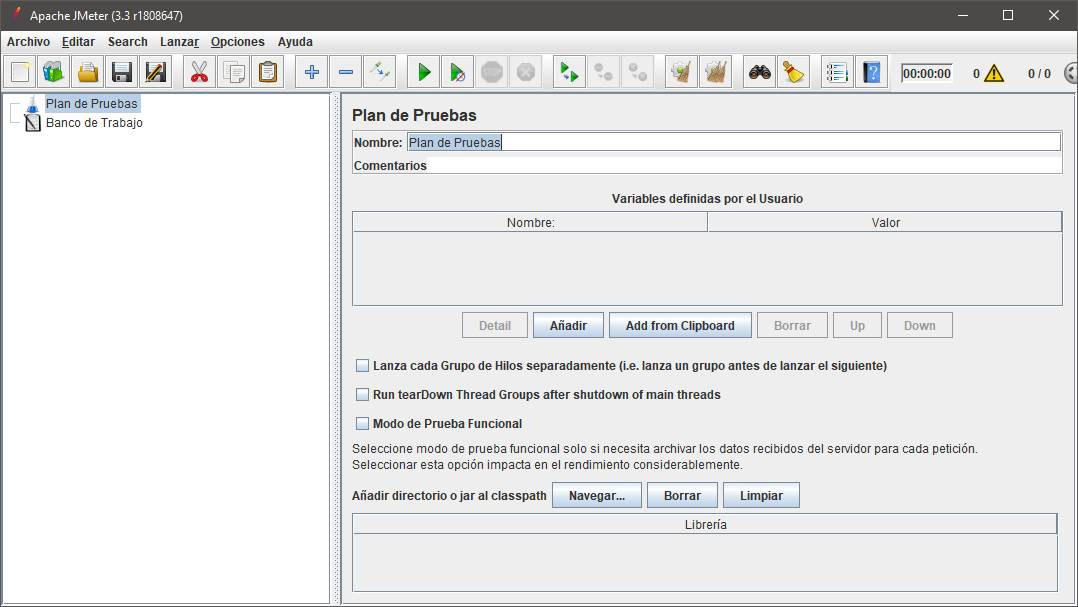 Apache JMeter (3.3 r1808647)
Archivo Editar Search Lanzar Opciones Ayuda
STOP 00:00:00 0 0 / 0
Plan de Pruebas
Banco de Trabajo
Plan de Pruebas
Nombre: Plan de Pruebas
Comentarios
Variables definidas por el Usuario
Nombre: Valor
Detail Añadir Add from Clipboard Borrar Up Down
Lanza cada Grupo de Hilos separadamente (i.e. lanza un grupo antes de lanzar el siguiente)
Run tearDown Thread Groups after shutdown of main threads
Modo de Prueba Funcional
Seleccione modo de prueba funcional solo si necesita archivar los datos recibidos del servidor para cada petición.
Seleccionar esta opción impacta en el rendimiento considerablemente.
Añadir directorio o jar al classpath Navegar... Borrar Limpiar
Librería